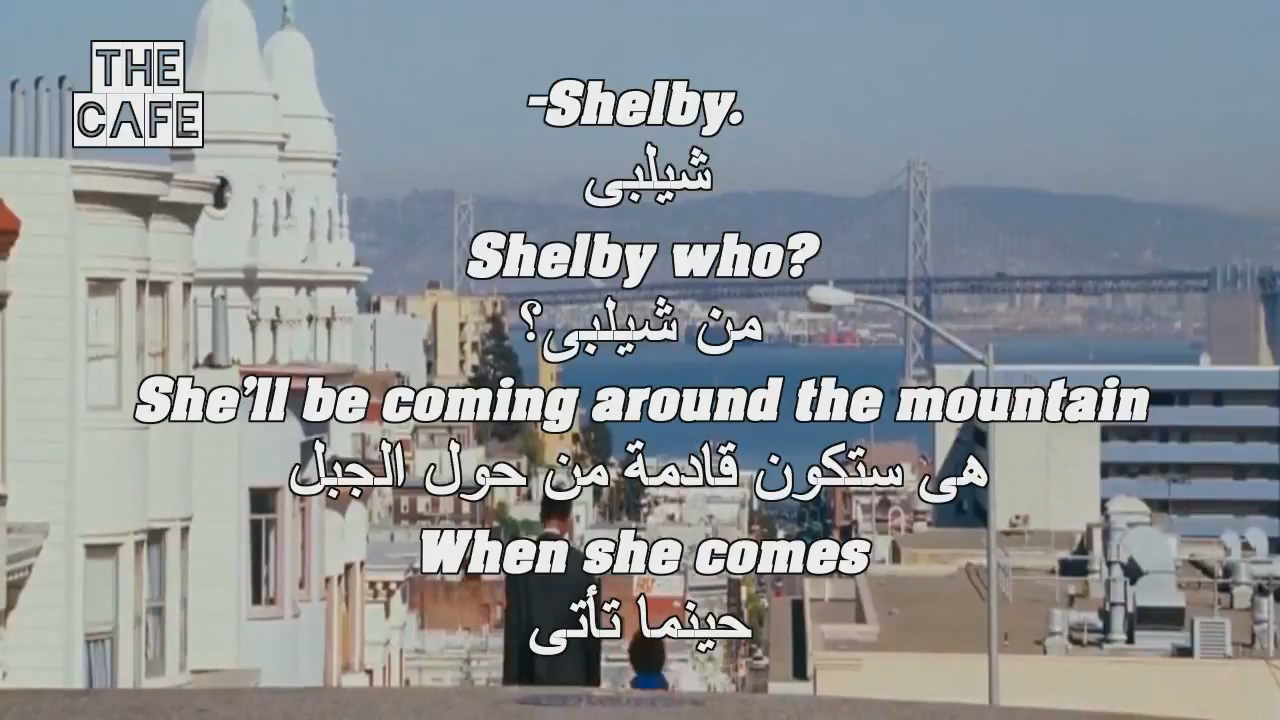 THE
CAFE
-Shelby.
شيلبى
Shelby who?
من شيلبى؟
She'll be coming around the mountain
هى ستكون قادمة من حول الجبل
When she comes
حينما تأتى